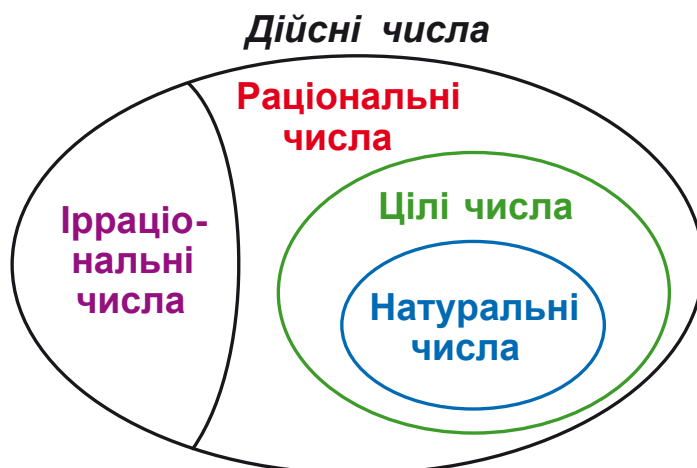 Дійсні числа
Раціональні
числа
Цілі числа
Ірраціо-
нальні
числа
Натуральні
числа